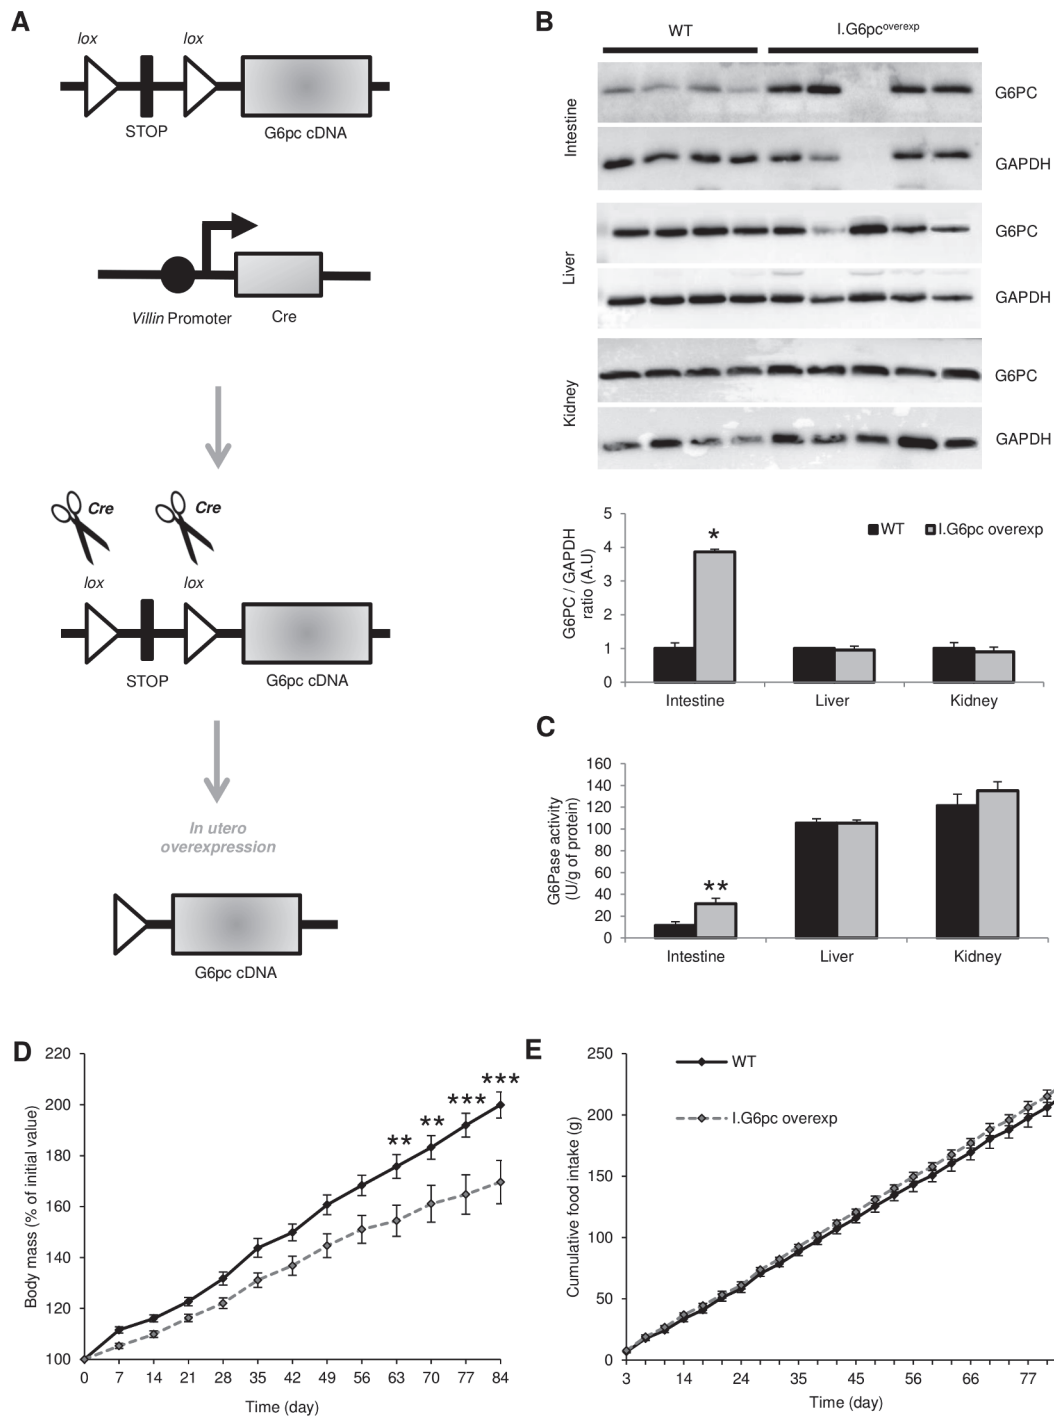 A
lox
lox
STOP
G6pc cDNA
Villin Promoter
Cre
Cre
Cre
lox
lox
STOP
G6pc cDNA
In utero
overexpression
G6pc cDNA
B
WT
I.G6pcoverexp
Intestine
G6PC
GAPDH
Liver
G6PC
GAPDH
Kidney
G6PC
GAPDH
G6PC / GAPDH
ratio (A.U)
5
4
3
2
1
0
*
WT
I.G6pc overexp
Intestine
Liver
Kidney
C
G6Pase activity
(U/g of protein)
160
140
120
100
80
60
40
20
0
**
Intestine
Liver
Kidney
D
Body mass (% of initial value)
220
200
180
160
140
120
100
**
**
***
***
0 7 14 21 28 35 42 49 56 63 70 77 84
Time (day)
E
Cumulative food intake (g)
250
200
150
100
50
0
WT
I.G6pc overexp
3 14 24 35 45 56 66 77
Time (day)